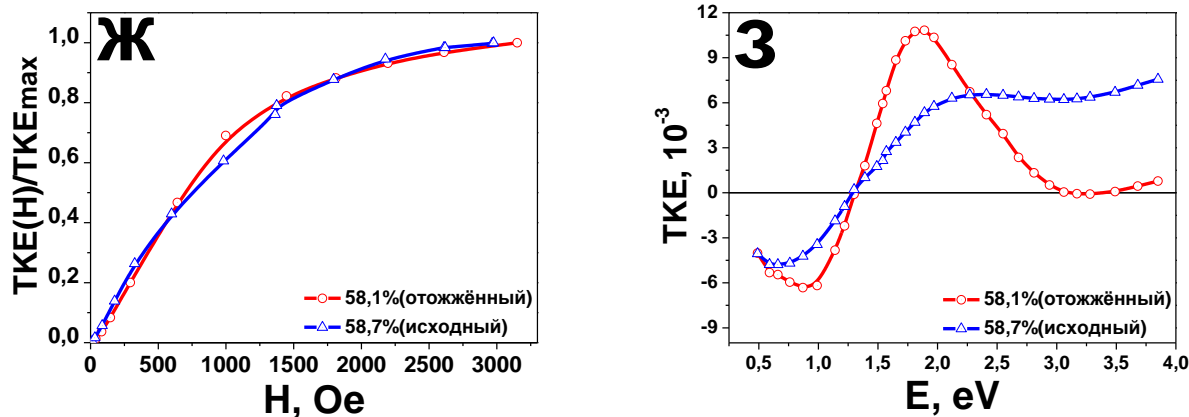 Ж
TKE(H)/TKEmax
1,0
0,8
0,6
0,4
0,2
0,0
0 500 1000 1500 2000 2500 3000
H, Oe
58,1%(отожжённый)
58,7%(исходный)
З
TKE, 10-3
12
9
6
3
0
-3
-6
-9
0,5 1,0 1,5 2,0 2,5 3,0 3,5 4,0
E, eV
58,1%(отожжённый)
58,7%(исходный)